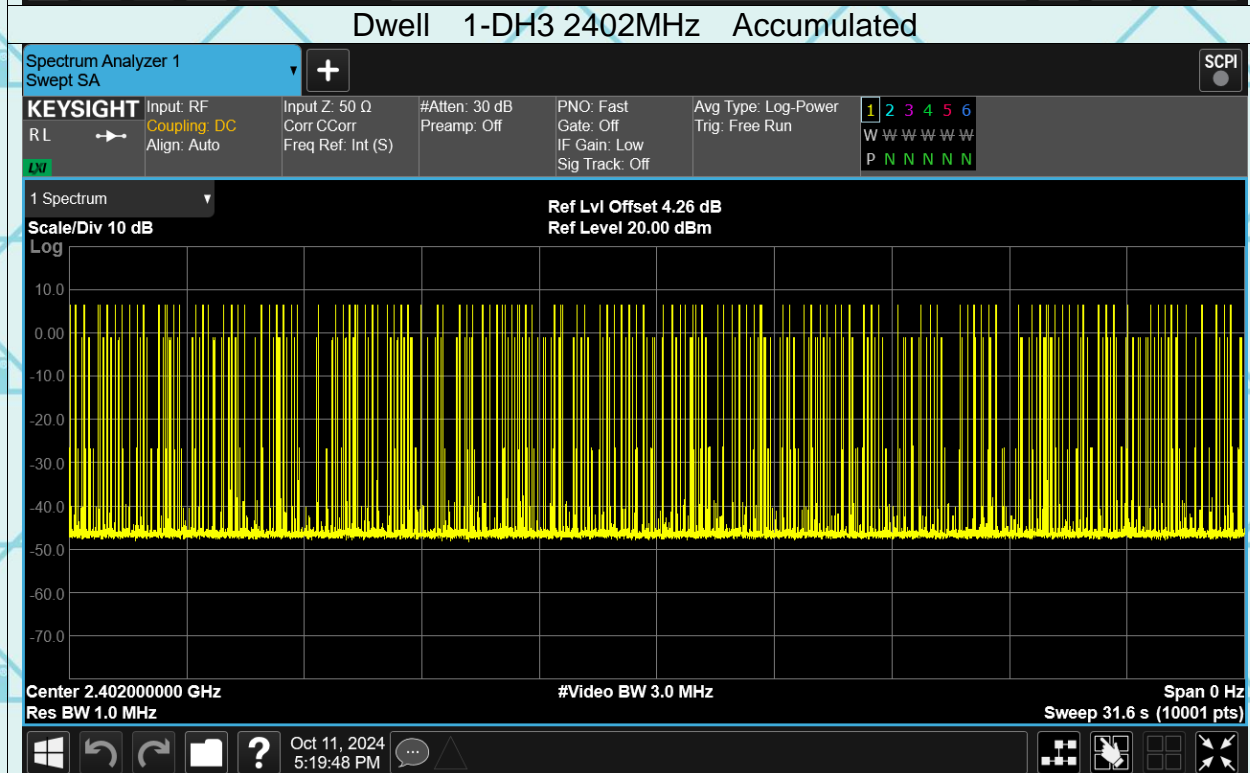 Dwell 1-DH3 2402MHz Accumulated
Spectrum Analyzer 1
Swept SA
SCPI
KEYSIGHT
R L
LXI
Input: RF
Coupling: DC
Align: Auto
Input Z: 50 Ω
Corr CCorr
Freq Ref: Int (S)
#Atten: 30 dB
Preamp: Off
PNO: Fast
Gate: Off
IF Gain: Low
Sig Track: Off
Avg Type: Log-Power
Trig: Free Run
1 2 3 4 5 6
W W W W W W
P N N N N N
1 Spectrum
Scale/Div 10 dB
Ref Lvl Offset 4.26 dB
Ref Level 20.00 dBm
Log
10.0
0.00
-10.0
-20.0
-30.0
-40.0
-50.0
-60.0
-70.0
Center 2.402000000 GHz
Res BW 1.0 MHz
#Video BW 3.0 MHz
Span 0 Hz
Sweep 31.6 s (10001 pts)
?
Oct 11, 2024
5:19:48 PM